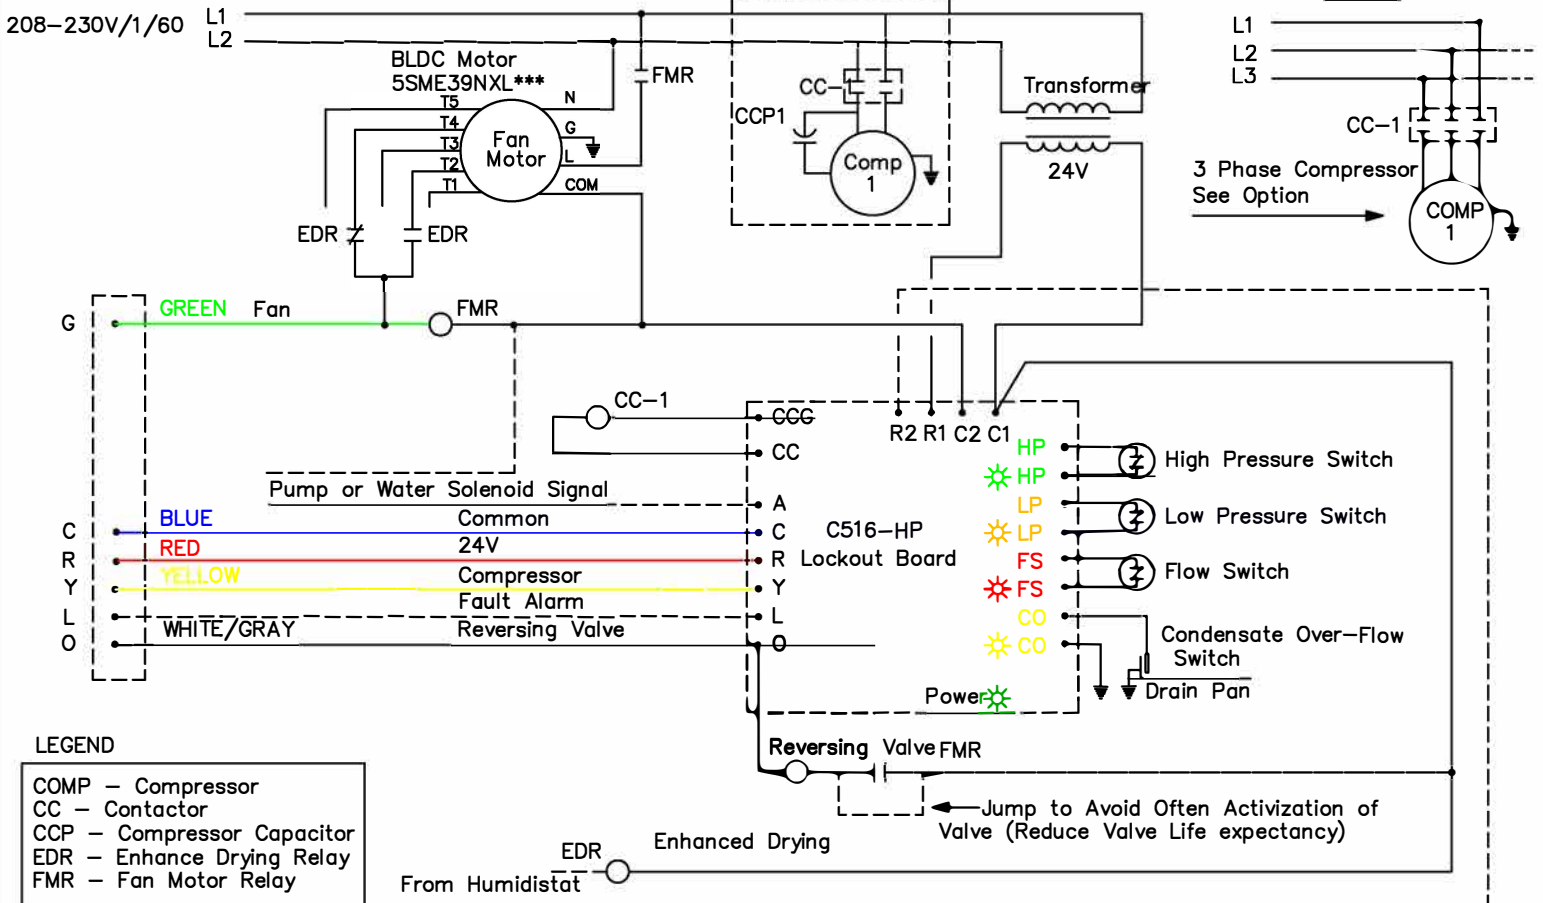 208-230V/1/60
L1
L2
BLDC Motor
5SME39NXL***
T5
T4
T3
T2
T1
Fan
Motor
N
G
L
COM
FMR
EDR
EDR
CC-1
CCP1
Comp
1
Transformer
24V
L1
L2
L3
CC-1
3 Phase Compressor
See Option
COMP
1
G
GREEN
Fan
FMR
CC-1
CCG
CC
R2 R1 C2 C1
Pump or Water Solenoid Signal
A
C
BLUE
Common
C
R
RED
24V
R
Y
YELLOW
Compressor
Y
L
Fault Alarm
L
O
WHITE/GRAY
Reversing Valve
O
C516-HP
Lockout Board
HP
HP
High Pressure Switch
LP
LP
Low Pressure Switch
FS
FS
Flow Switch
CO
CO
Condensate Over-Flow
Switch
Drain Pan
Power
Reversing Valve
FMR
Jump to Avoid Often Activization of
Valve (Reduce Valve Life expectancy)
EDR
Enhanced Drying
From Humidistat
LEGEND
COMP - Compressor
CC - Contactor
CCP - Compressor Capacitor
EDR - Enhance Drying Relay
FMR - Fan Motor Relay